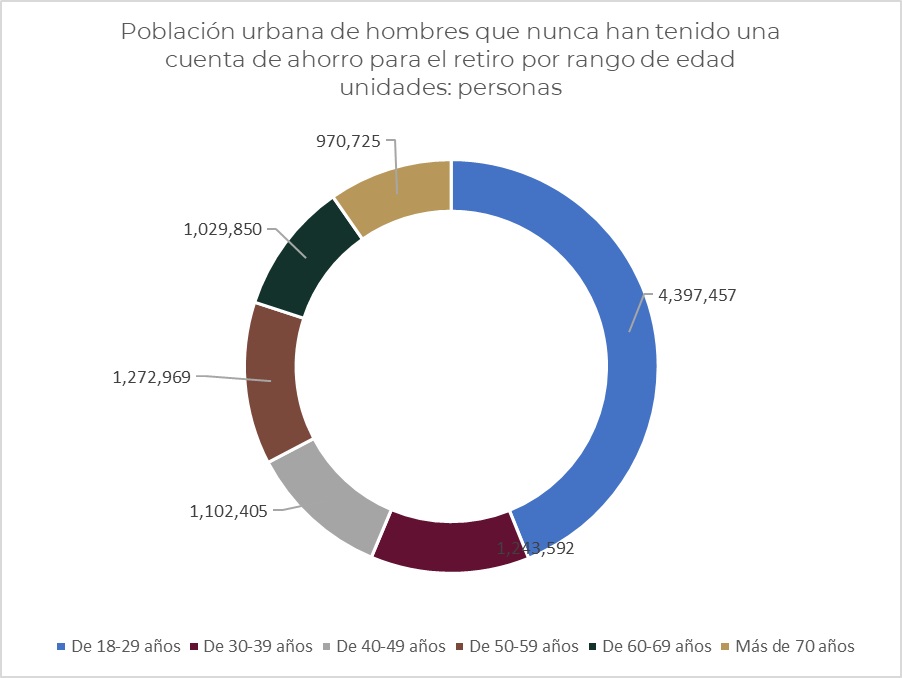 Población urbana de hombres que nunca han tenido una
cuenta de ahorro para el retiro por rango de edad
unidades: personas
970,725
1,029,850
4,397,457
1,272,969
1,102,405
1,243,592
De 18-29 años De 30-39 años De 40-49 años De 50-59 años De 60-69 años Más de 70 años